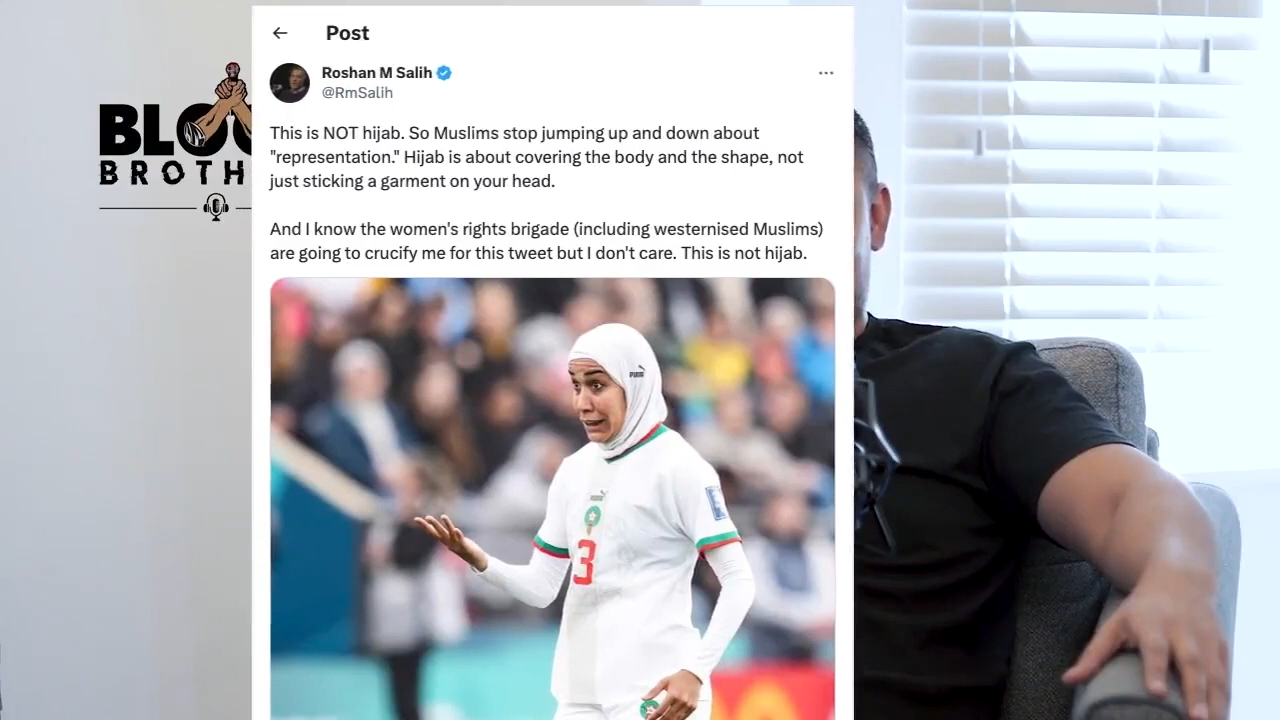 Post
Roshan M Salih
@RmSalih
This is NOT hijab. So Muslims stop jumping up and down about
"representation." Hijab is about covering the body and the shape, not
just sticking a garment on your head.
And I know the women's rights brigade (including westernised Muslims)
are going to crucify me for this tweet but I don't care. This is not hijab.
BLOO
BROTH
PUMA
3